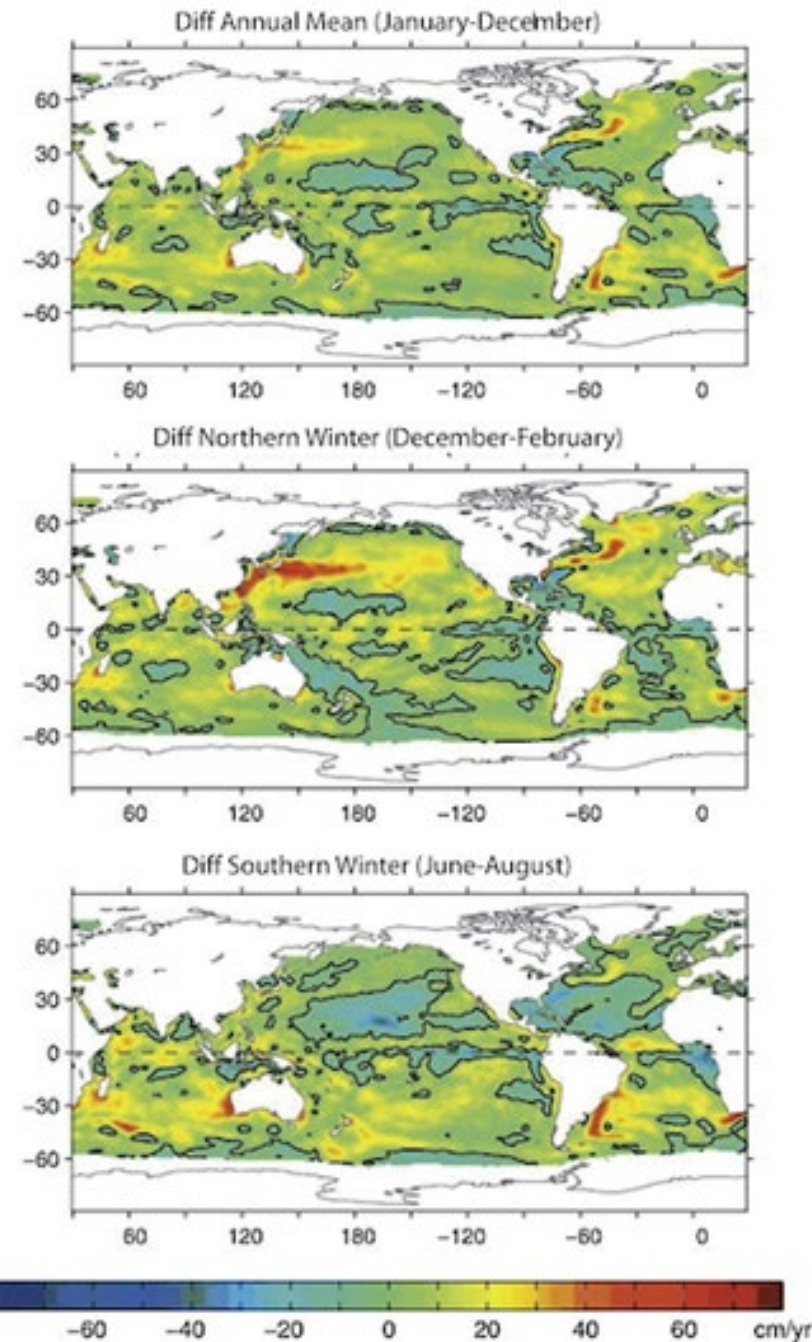 Diff Annual Mean (January-December)
60
30
0
−30
−60
60 120 180 −120 −60 0
Diff Northern Winter (December-February)
60
30
0
−30
−60
60 120 180 −120 −60 0
Diff Southern Winter (June-August)
60
30
0
−30
−60
60 120 180 −120 −60 0
−60 −40 −20 0 20 40 60 cm/yr